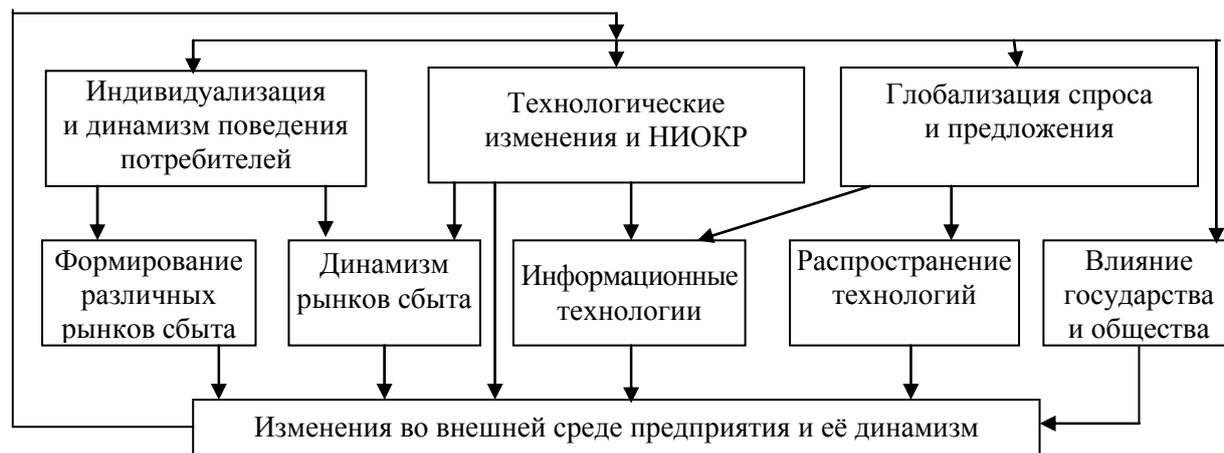 Индивидуализация
и динамизм поведения
потребителей
Технологические
изменения и НИОКР
Глобализация спроса
и предложения
Формирование
различных
рынков сбыта
Динамизм
рынков сбыта
Информационные
технологии
Распространение
технологий
Влияние
государства
и общества
Изменения во внешней среде предприятия и её динамизм